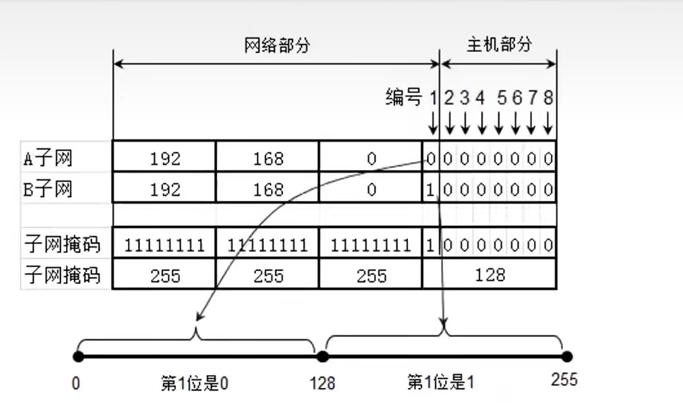 网络部分 主机部分
编号 1 2 3 4 5 6 7 8
A子网 192 168 0 0 0 0 0 0 0 0 0
B子网 192 168 0 1 0 0 0 0 0 0 0
子网掩码 11111111 11111111 11111111 1 0 0 0 0 0 0 0
子网掩码 255 255 255 128
0 第1位是0 128 第1位是1 255